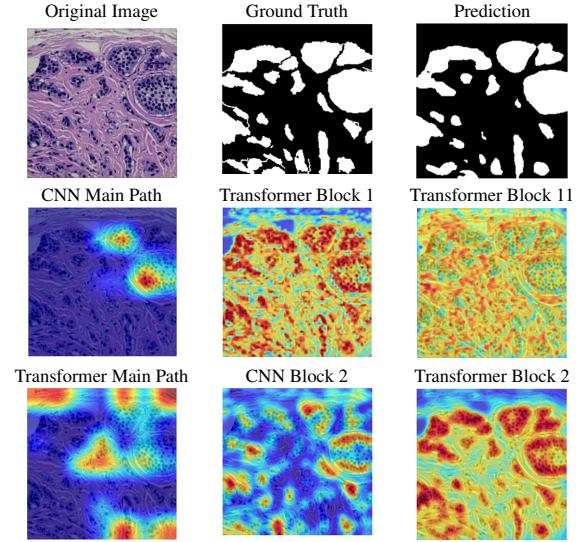 Original Image
Ground Truth
Prediction
CNN Main Path
Transformer Block 1
Transformer Block 11
Transformer Main Path
CNN Block 2
Transformer Block 2